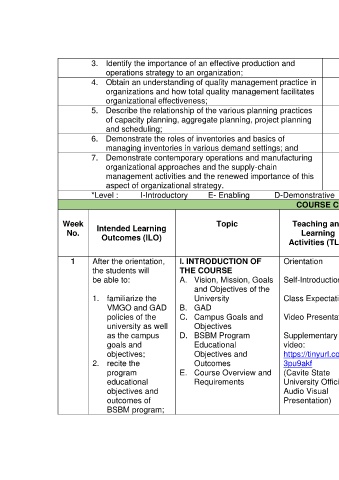 3. Identify the importance of an effective production and
operations strategy to an organization;
4. Obtain an understanding of quality management practice in
organizations and how total quality management facilitates
organizational effectiveness;
5. Describe the relationship of the various planning practices
of capacity planning, aggregate planning, project planning
and scheduling;
6. Demonstrate the roles of inventories and basics of
managing inventories in various demand settings; and
7. Demonstrate contemporary operations and manufacturing
organizational approaches and the supply-chain
management activities and the renewed importance of this
aspect of organizational strategy.
*Level : I-Introductory E- Enabling D-Demonstrative
COURSE C
Week
No.
Intended Learning
Outcomes (ILO)
Topic
Teaching an
Learning
Activities (TL
1
After the orientation,
the students will
be able to:
1. familiarize the
VMGO and GAD
policies of the
university as well
as the campus
goals and
objectives;
2. recite the
program
educational
objectives and
outcomes of
BSBM program;
I. INTRODUCTION OF
THE COURSE
A. Vision, Mission, Goals
and Objectives of the
University
B. GAD
C. Campus Goals and
Objectives
D. BSBM Program
Educational
Objectives and
Outcomes
E. Course Overview and
Requirements
Orientation
Self-Introduction
Class Expectati
Video Presenta
Supplementary
video:
https://tinyurl.co
3pu9akf
(Cavite State
University Offici
Audio Visual
Presentation)